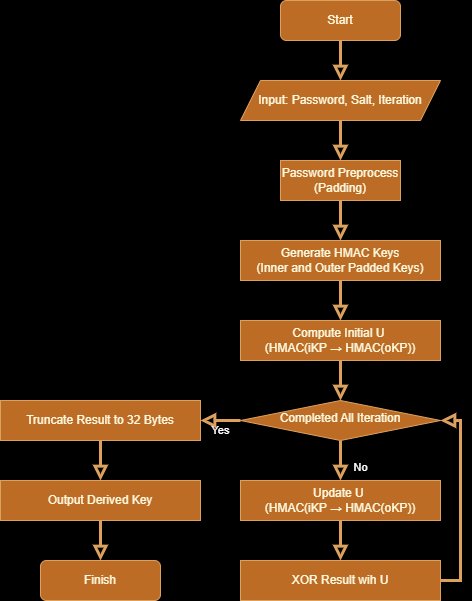 Start
Input: Password, Salt, Iteration
Password Preprocess
(Padding)
Generate HMAC Keys
(Inner and Outer Padded Keys)
Compute Initial U
(HMAC(iKP → HMAC(oKP))
Completed All Iteration
Yes
No
Truncate Result to 32 Bytes
Output Derived Key
Finish
Update U
(HMAC(iKP → HMAC(oKP))
XOR Result wih U